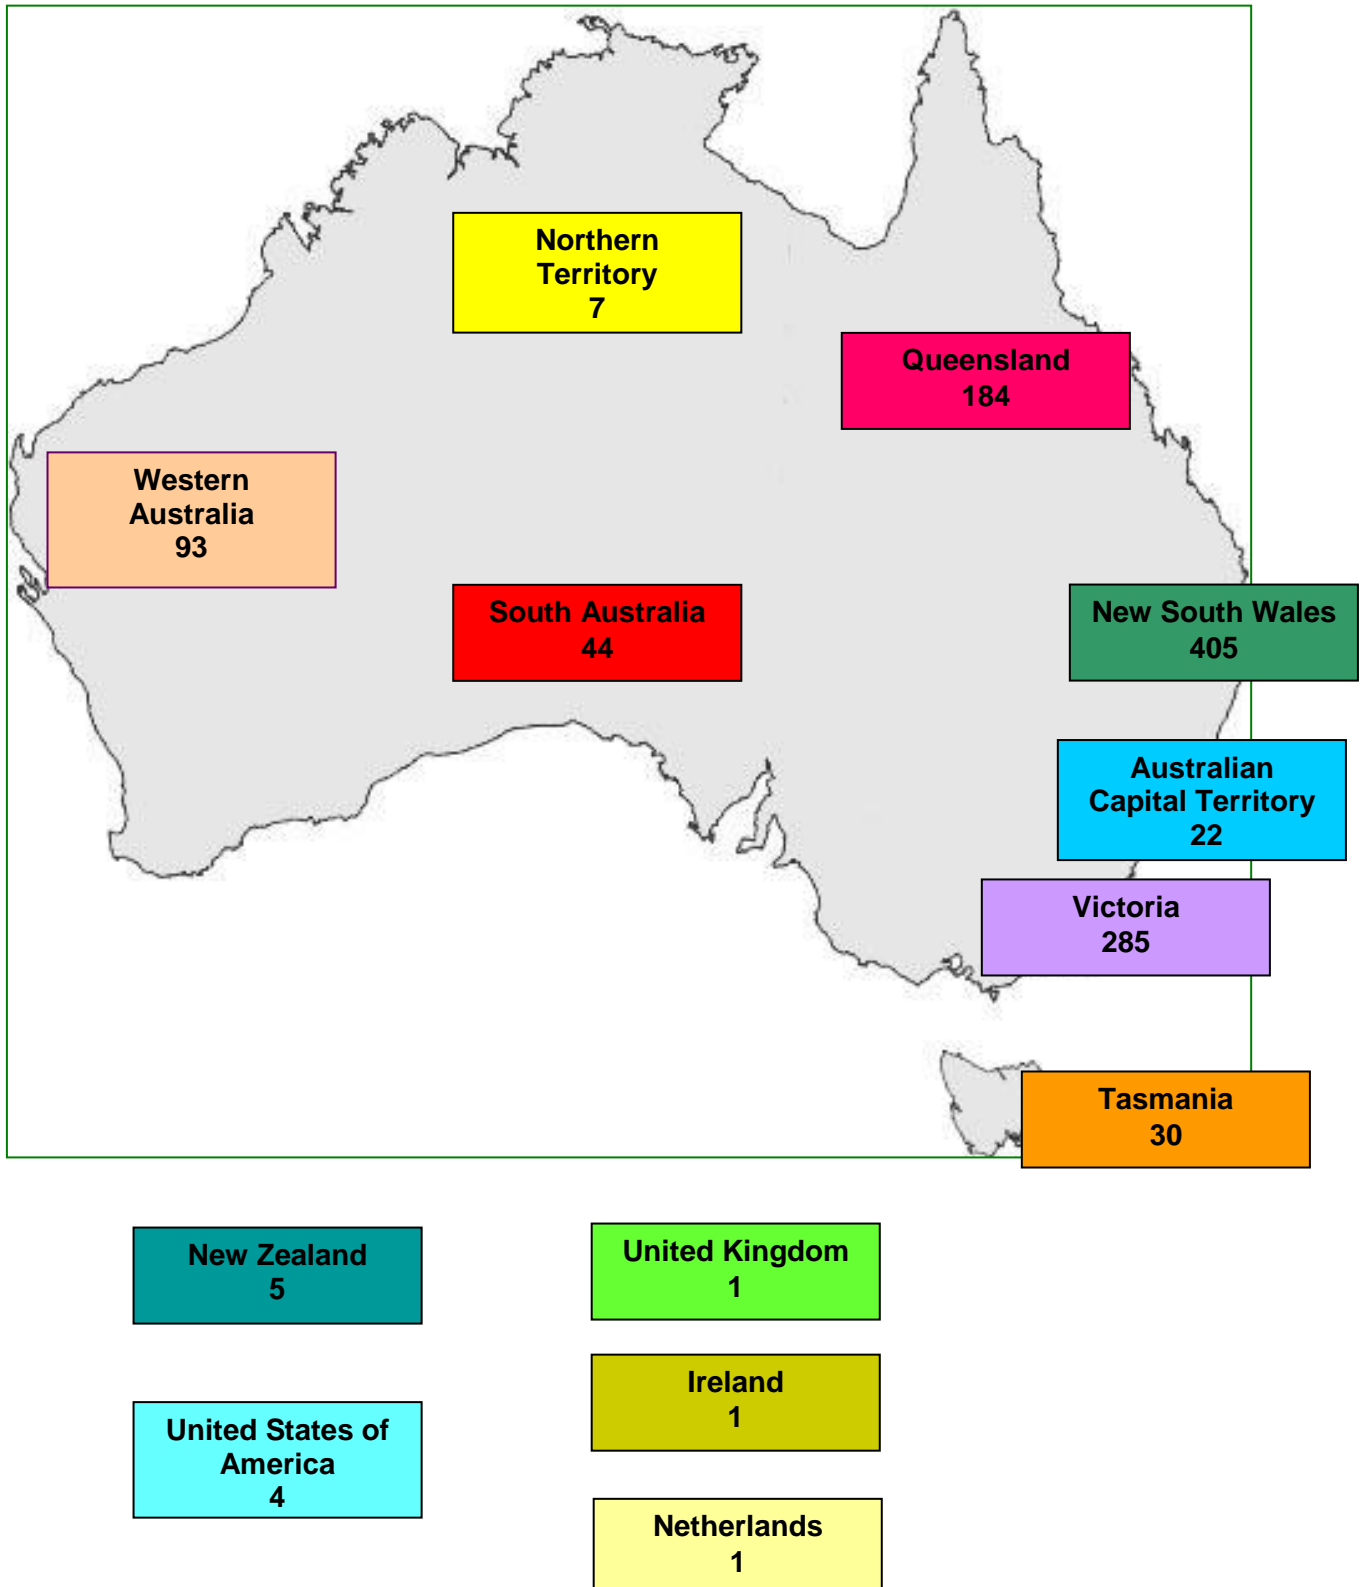 Northern
Territory
7
Queensland
184
Western
Australia
93
South Australia
44
New South Wales
405
Australian
Capital Territory
22
Victoria
285
Tasmania
30
New Zealand
5
United Kingdom
1
Ireland
1
United States of
America
4
Netherlands
1